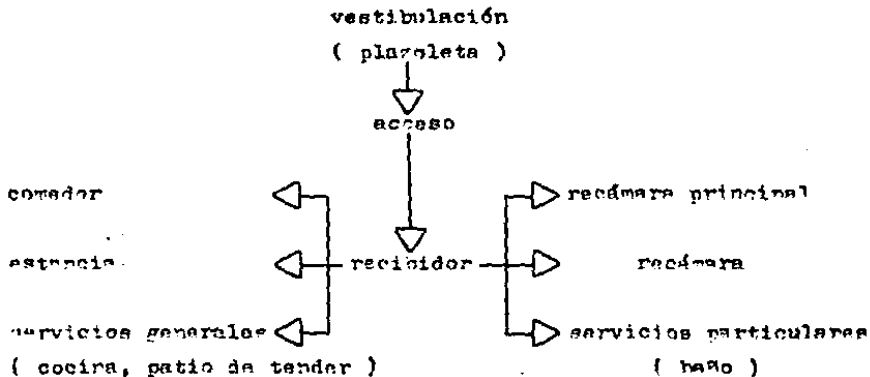 vestibulación
( plazoleta )
acceso
comedor
recámara principal
estancia
recibidor
recámara
servicios generales
servicios particulares
( cocina, patio de tender )
( baño )